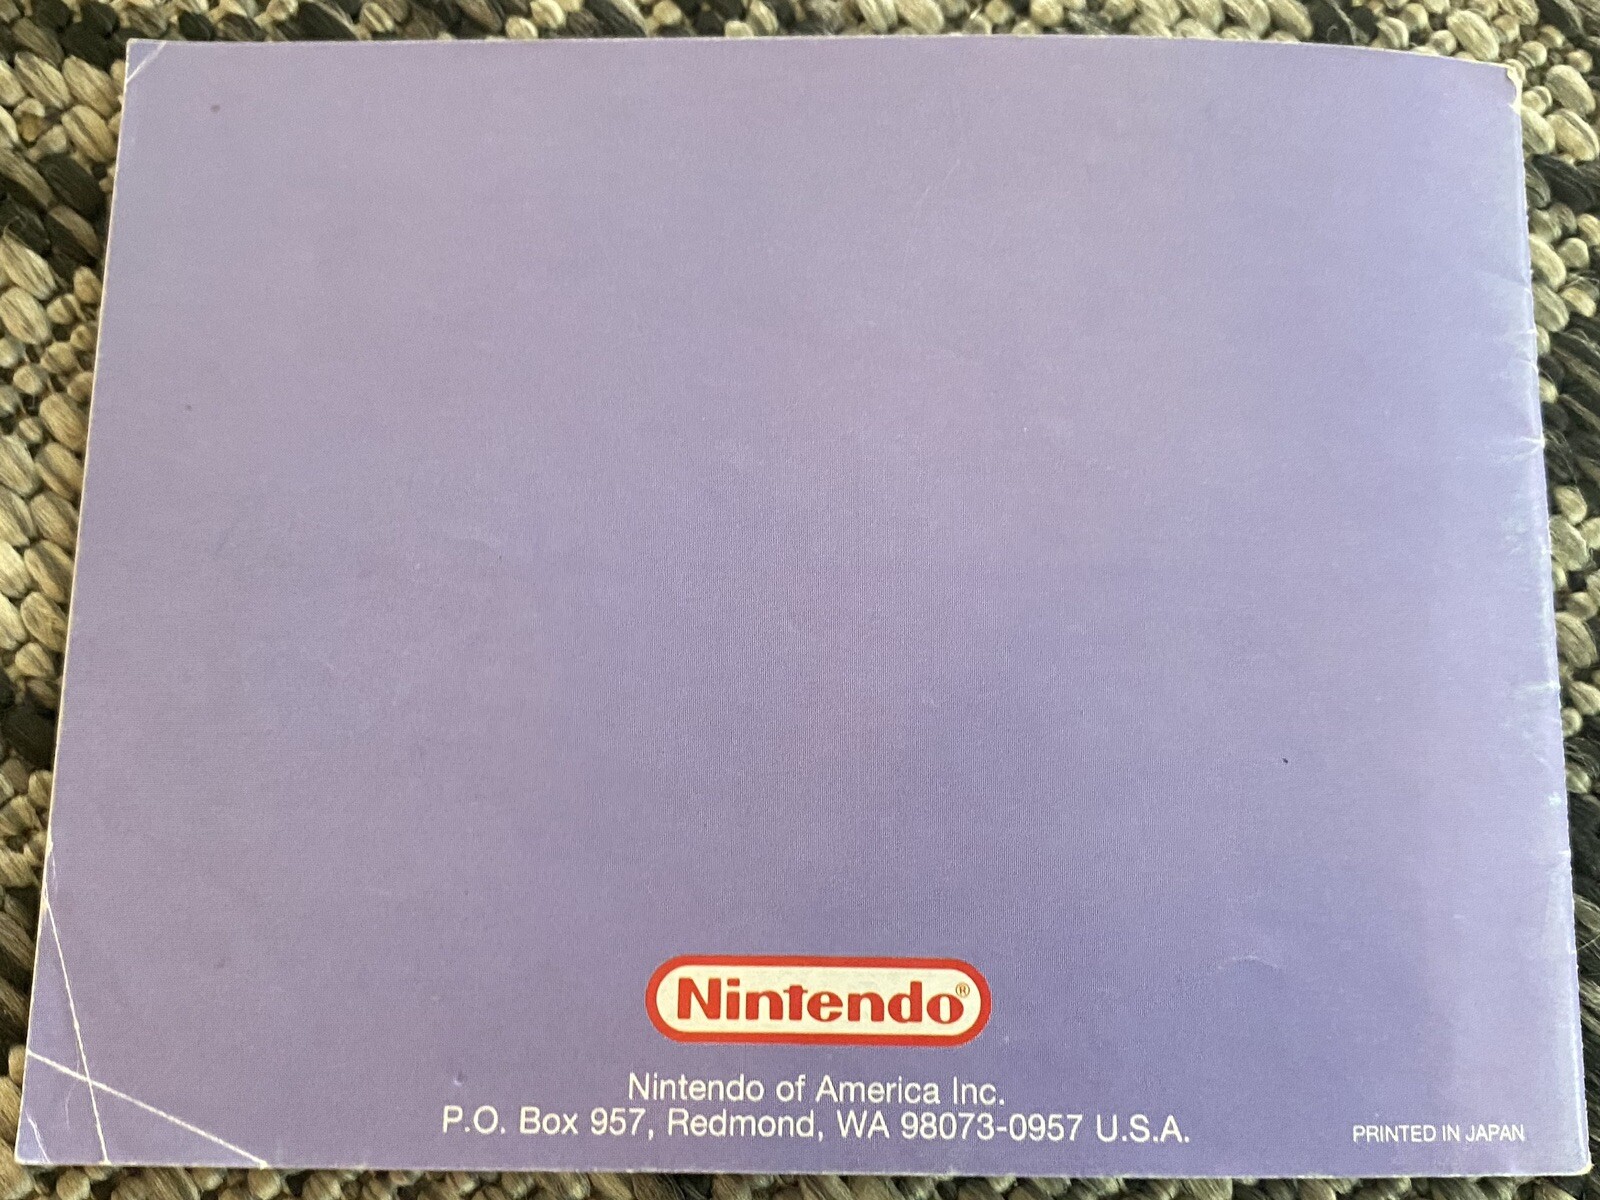 Nintendo®
Nintendo of America Inc.
P.O. Box 957, Redmond, WA 98073-0957 U.S.A.
PRINTED IN JAPAN